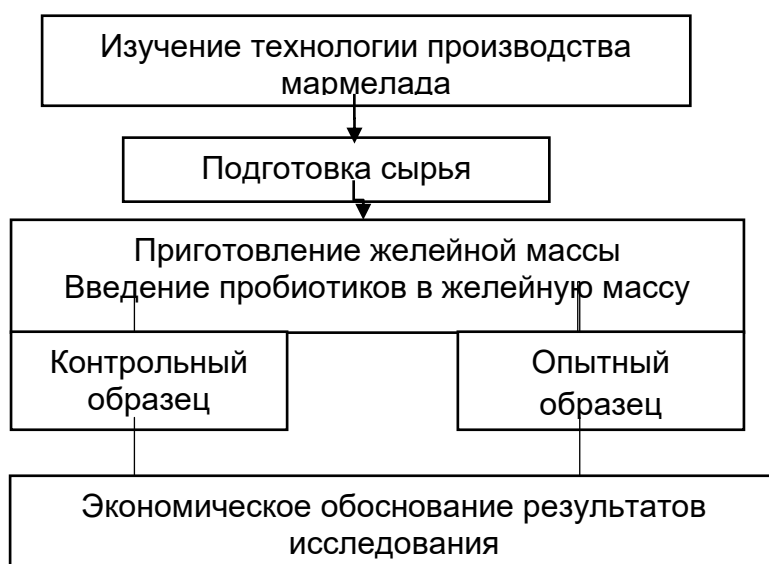 Изучение технологии производства
мармелада
Подготовка сырья
Приготовление желейной массы
Введение пробиотиков в желейную массу
Контрольный
образец
Опытный
образец
Экономическое обоснование результатов
исследования